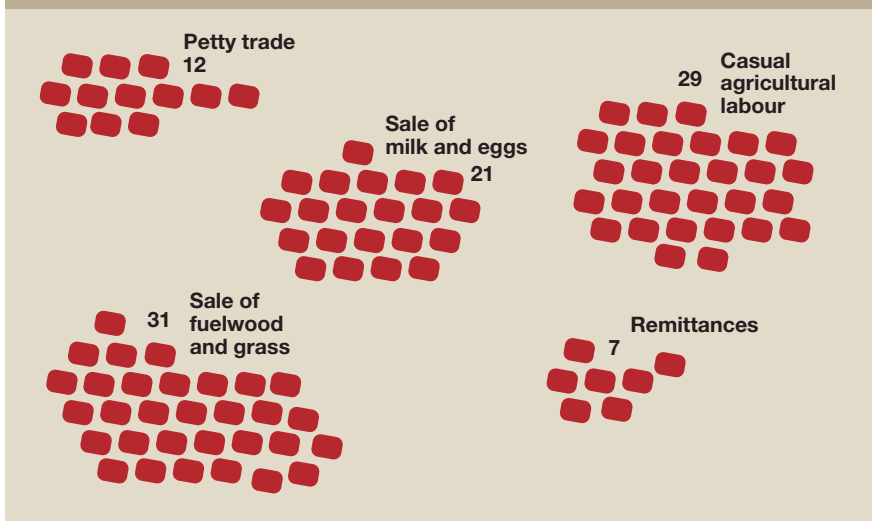 Petty trade
12
Casual
29 agricultural
labour
Sale of
milk and eggs
21
Sale of
31 fuelwood
and grass
Remittances
7